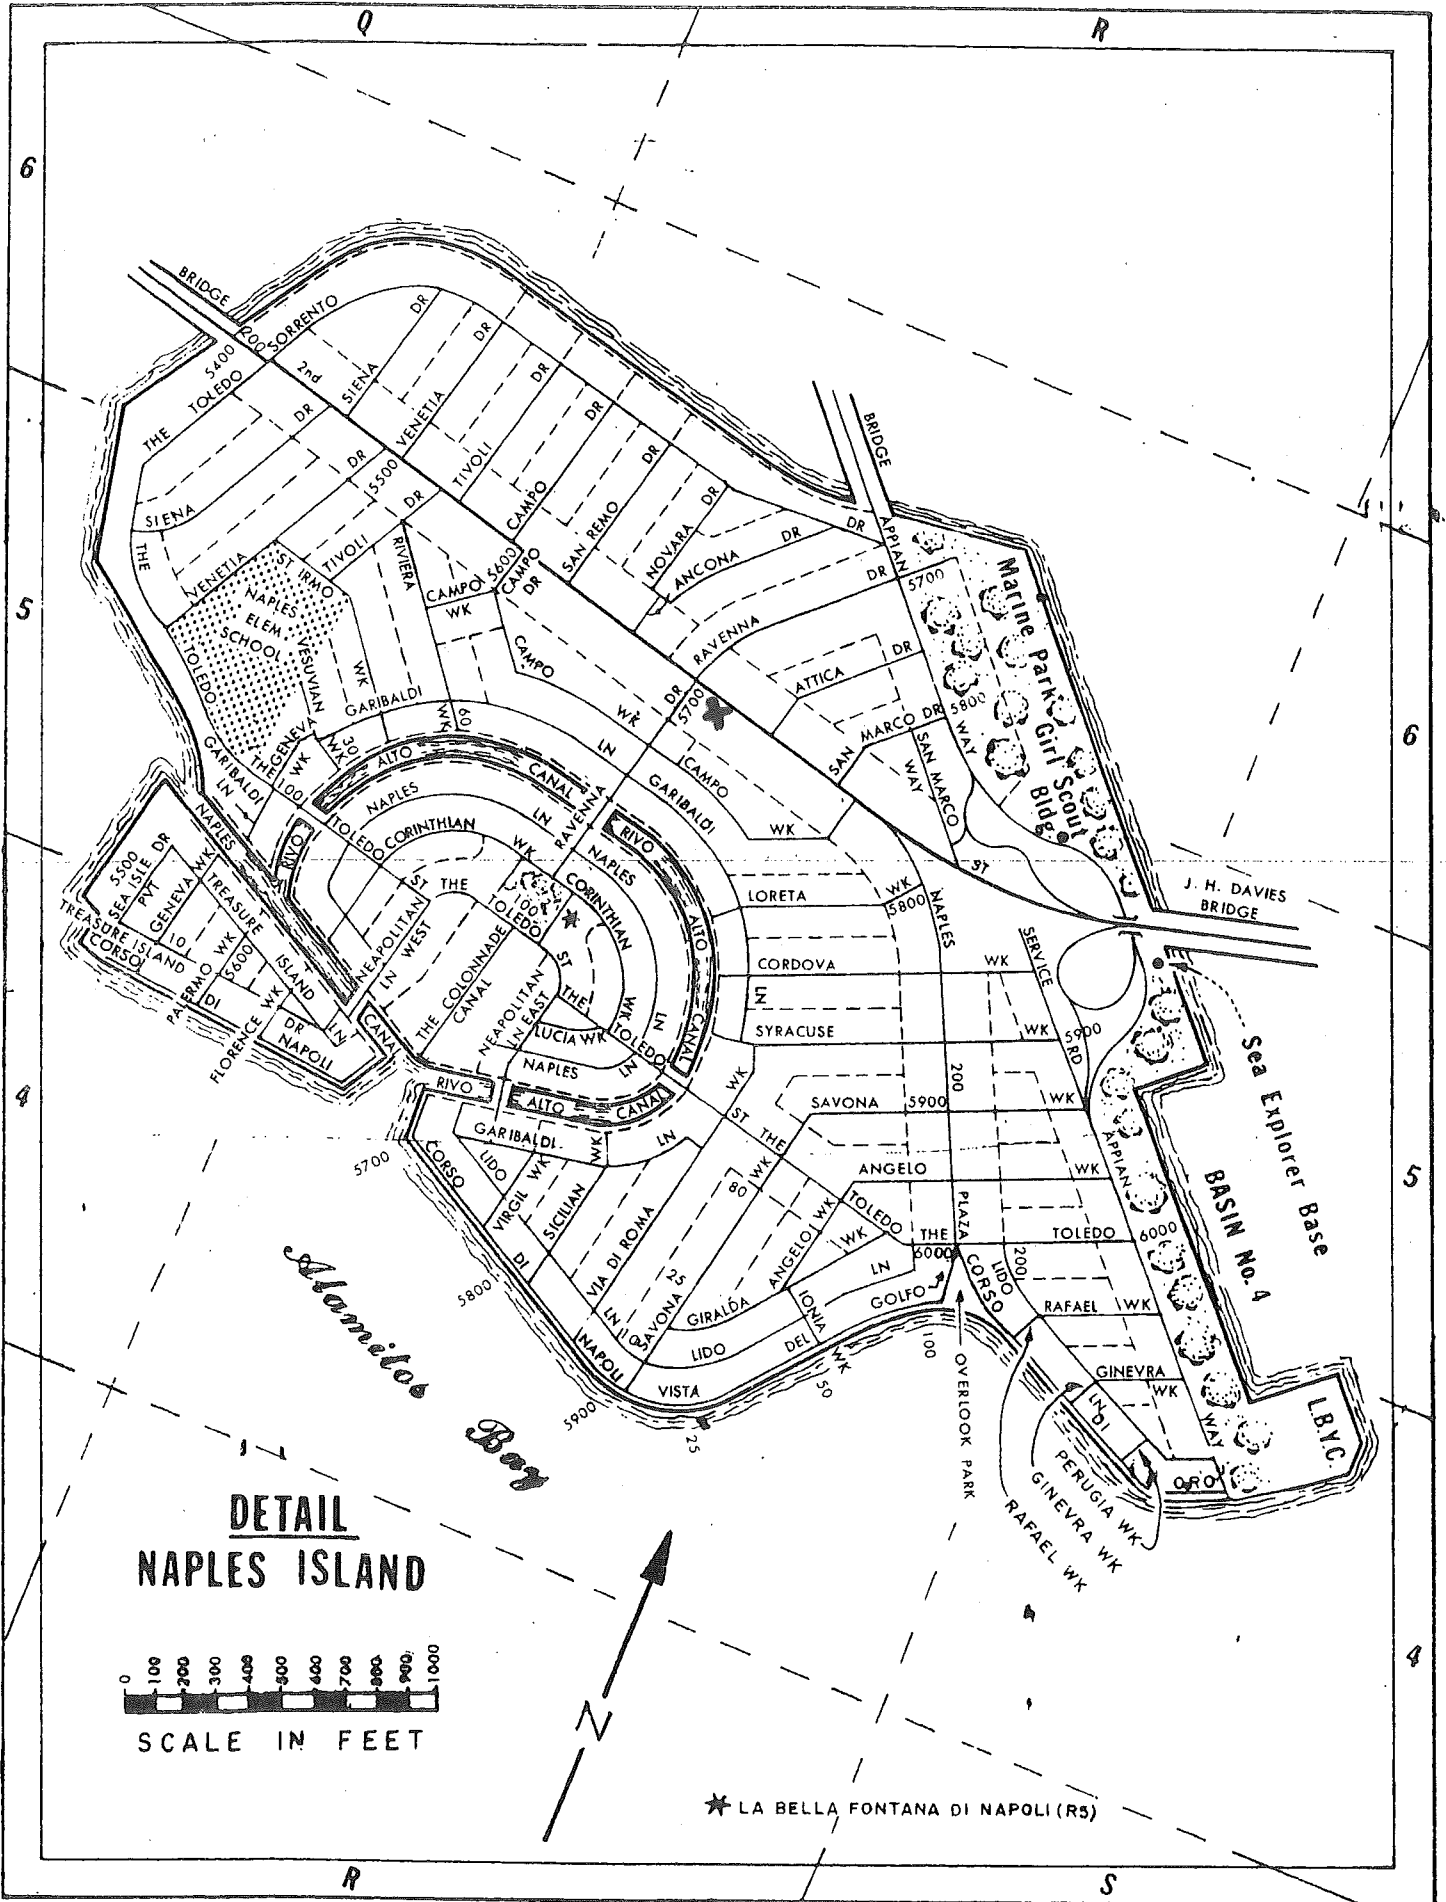 Q
R
6
BRIDGE
200
SORRENTO
5400
2nd
THE TOLEDO
SIENA DR
VENETIA DR
TIVOLI DR
CAMPO DR
SAN REMO DR
NOVARA DR
ANCONA DR
DR
BRIDGE
APPIAN
5700
5
SIENA DR
THE
VENETIA DR
5500
TIVOLI DR
ST IRMO
RIVIERA
CAMPO WK
5600
CAMPO DR
NAPLES
ELEM
SCHOOL
VESUVIAN WK
TOLEDO
CAMPO WK
RAVENNA DR
5700
RAVENNA DR
ATTICA DR
SAN MARCO DR
5800
WAY
SAN MARCO WAY
Marine Park
Girl Scout
Bldg
6
GARIBALDI
WK
60
LN
GARIBALDI LN
THE
GENEVA WK
100
30
WK
ALTO CANAL
CAMPO
WK
GARIBALDI
NAPLES LN
RAVENNA
RIVO
TOLEDO
CORINTHIAN WK
NAPLES
RIVO ALTO CANAL
NAPLES
RIVO
ST
THE TOLEDO
100
CORINTHIAN WK
LORETA WK
5800
NAPLES
ST
J. H. DAVIES
BRIDGE
5500
SEA ISLE DR
PVT
GENEVA WK
TREASURE ISLAND
TREASURE ISLAND
CORSO
10
PALERMO WK
5600
DI
FLORENCE WK
DR
NAPOLI
LN
CANAL
NEAPOLITAN LN WEST
THE COLONNADE
CANAL
NEAPOLITAN LN EAST
ST
THE
LUCIA WK
TOLEDO
LN
NAPLES LN
CORDOVA WK
LN
SERVICE RD
SYRACUSE WK
5900
4
RIVO
ALTO CANAL
GARIBALDI LN
WK
ST THE
SAVONA 5900 WK
200
ANGELO WK
PLAZA
APPIAN
Sea Explorer Base
BASIN No. 4
5
5700
CORSO
LIDO
VIRGIL WK
SICILIAN WK
DI
VIA DI ROMA
80
WK
25
LN
10
SAVONA
NAPOLI
5800
ANGELO WK
TOLEDO
WK
THE
6000
TOLEDO 6000
GIRALDA LN
IONIA WK
LIDO
VISTA DEL GOLFO
CORSO
LIDO
200
RAFAEL WK
GINEVRA WK
LN
DI
WAY
ORO
L.B.Y.C.
5900
25
50
100
OVERLOOK PARK
PERUGIA WK
GINEVRA WK
RAFAEL WK
Alamitos Bay
DETAIL
NAPLES ISLAND
0 100 200 300 400 500 600 700 800 900 1000
SCALE IN FEET
N
4
LA BELLA FONTANA DI NAPOLI (R5)
R
S